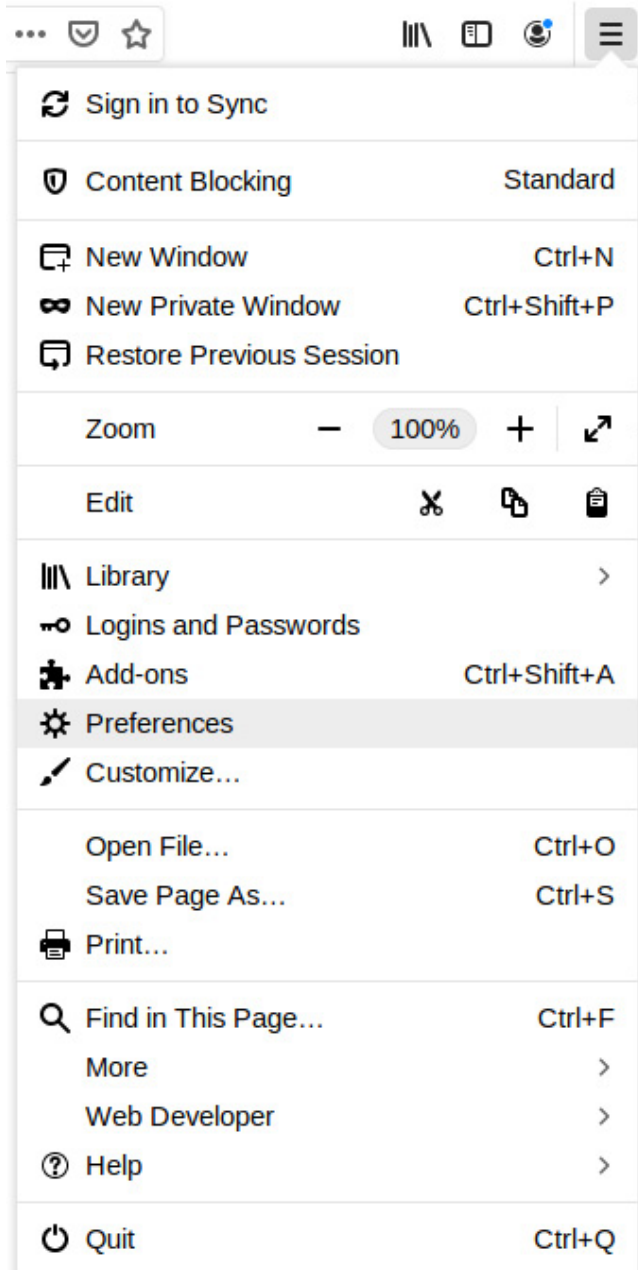 Sign in to Sync
Content Blocking Standard
New Window Ctrl+N
New Private Window Ctrl+Shift+P
Restore Previous Session
Zoom − 100% +
Edit
Library
Logins and Passwords
Add-ons Ctrl+Shift+A
Preferences
Customize…
Open File… Ctrl+O
Save Page As… Ctrl+S
Print…
Find in This Page… Ctrl+F
More
Web Developer
Help
Quit Ctrl+Q